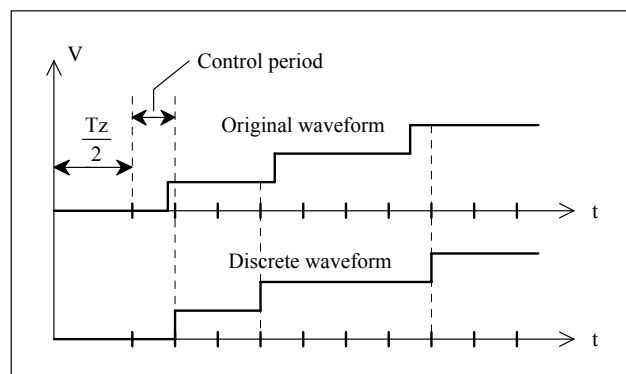 V
Control period
Original waveform
Tz
2
t
Discrete waveform
t